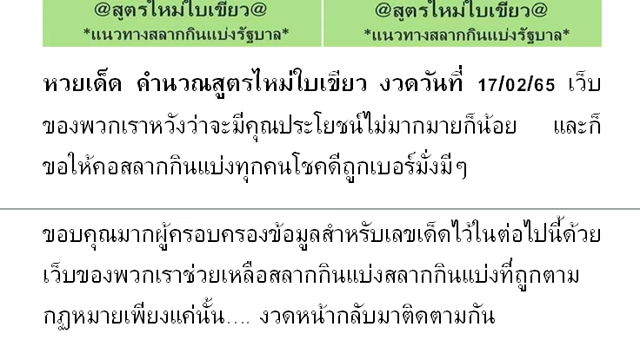 @สูตรใหม่ใบเขียว@ @สูตรใหม่ใบเขียว@
*แนวทางสลากกินแบ่งรัฐบาล* *แนวทางสลากกินแบ่งรัฐบาล*
หวยเด็ด คำนวณสูตรใหม่ใบเขียว งวดวันที่ 17/02/65 เว็บ
ของพวกเราหวังว่าจะมีคุณประโยชน์ไม่มากมายก็น้อย และก็
ขอให้คอสลากกินแบ่งทุกคนโชคดีถูกเบอร์มั่งมีๆ
ขอบคุณมากผู้ครอบครองข้อมูลสำหรับเลขเด็ดไว้ในต่อไปนี้ด้วย
เว็บของพวกเราช่วยเหลือสลากกินแบ่งสลากกินแบ่งที่ถูกตาม
กฏหมายเพียงแค่นั้น.... งวดหน้ากลับมาติดตามกัน